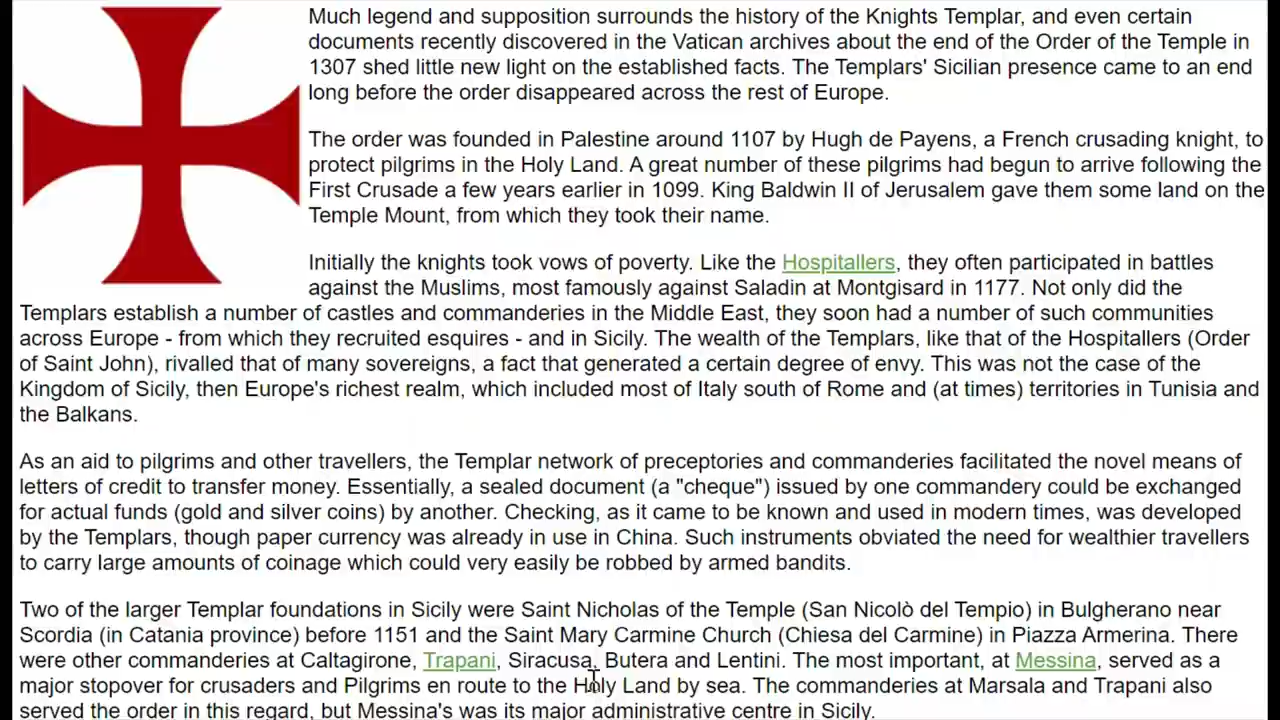 Much legend and supposition surrounds the history of the Knights Templar, and even certain
documents recently discovered in the Vatican archives about the end of the Order of the Temple in
1307 shed little new light on the established facts. The Templars' Sicilian presence came to an end
long before the order disappeared across the rest of Europe.
The order was founded in Palestine around 1107 by Hugh de Payens, a French crusading knight, to
protect pilgrims in the Holy Land. A great number of these pilgrims had begun to arrive following the
First Crusade a few years earlier in 1099. King Baldwin II of Jerusalem gave them some land on the
Temple Mount, from which they took their name.
Initially the knights took vows of poverty. Like the Hospitallers, they often participated in battles
against the Muslims, most famously against Saladin at Montgisard in 1177. Not only did the
Templars establish a number of castles and commanderies in the Middle East, they soon had a number of such communities
across Europe - from which they recruited esquires - and in Sicily. The wealth of the Templars, like that of the Hospitallers (Order
of Saint John), rivalled that of many sovereigns, a fact that generated a certain degree of envy. This was not the case of the
Kingdom of Sicily, then Europe's richest realm, which included most of Italy south of Rome and (at times) territories in Tunisia and
the Balkans.
As an aid to pilgrims and other travellers, the Templar network of preceptories and commanderies facilitated the novel means of
letters of credit to transfer money. Essentially, a sealed document (a "cheque") issued by one commandery could be exchanged
for actual funds (gold and silver coins) by another. Checking, as it came to be known and used in modern times, was developed
by the Templars, though paper currency was already in use in China. Such instruments obviated the need for wealthier travellers
to carry large amounts of coinage which could very easily be robbed by armed bandits.
Two of the larger Templar foundations in Sicily were Saint Nicholas of the Temple (San Nicolò del Tempio) in Bulgherano near
Scordia (in Catania province) before 1151 and the Saint Mary Carmine Church (Chiesa del Carmine) in Piazza Armerina. There
were other commanderies at Caltagirone, Trapani, Siracusa, Butera and Lentini. The most important, at Messina, served as a
major stopover for crusaders and Pilgrims en route to the Holy Land by sea. The commanderies at Marsala and Trapani also
served the order in this regard, but Messina's was its major administrative centre in Sicily.